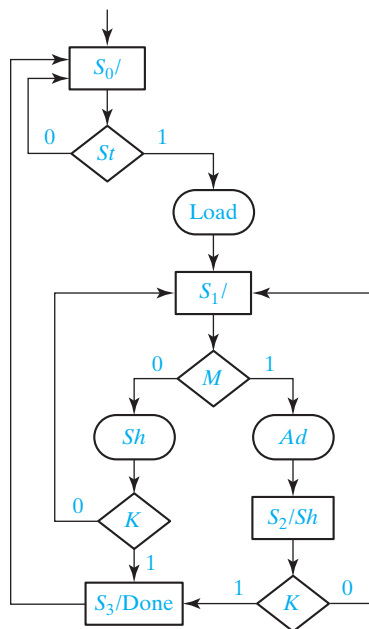 S₀/
0 1
St
Load
S₁/
0 1
M
Sh Ad
0 K S₂/Sh
1
S₃/Done 1 K 0